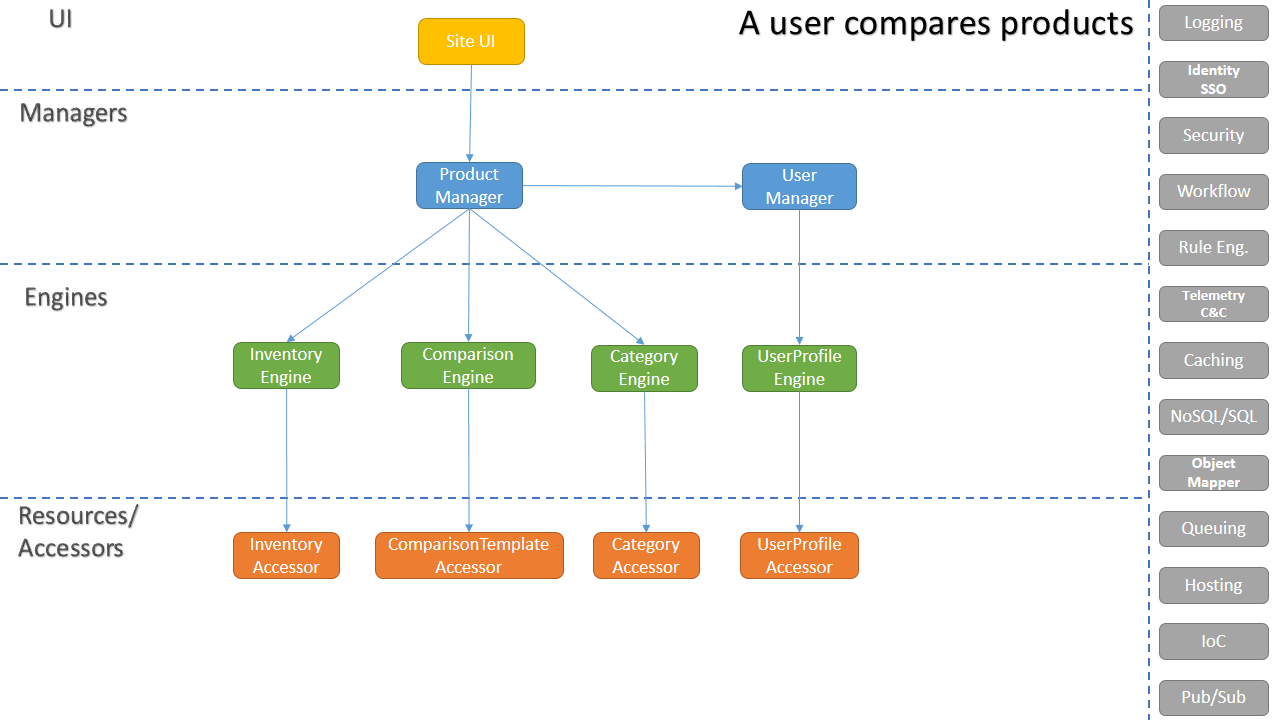 UI
Site UI
A user compares products
Managers
Product
Manager
User
Manager
Engines
Inventory
Engine
Comparison
Engine
Category
Engine
UserProfile
Engine
Resources/
Accessors
Inventory
Accessor
ComparisonTemplate
Accessor
Category
Accessor
UserProfile
Accessor
Logging
Identity
SSO
Security
Workflow
Rule Eng.
Telemetry
C&C
Caching
NoSQL/SQL
Object
Mapper
Queuing
Hosting
IoC
Pub/Sub